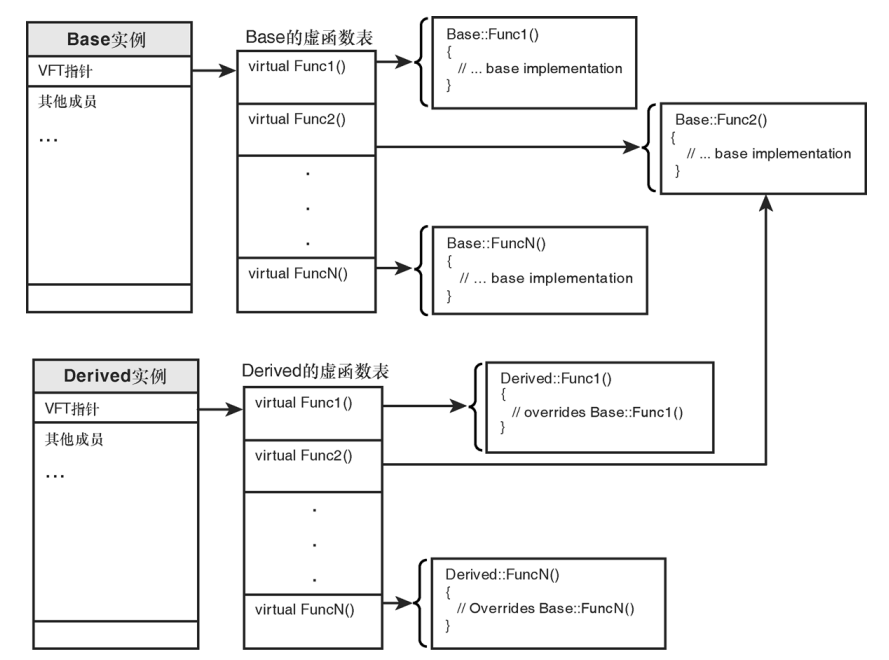 Base实例
VFT指针
其他成员
...
Base的虚函数表
virtual Func1()
virtual Func2()
.
.
.
virtual FuncN()
Base::Func1()
{
// ... base implementation
}
Base::Func2()
{
// ... base implementation
}
Base::FuncN()
{
// ... base implementation
}
Derived实例
VFT指针
其他成员
...
Derived的虚函数表
virtual Func1()
virtual Func2()
.
.
.
virtual FuncN()
Derived::Func1()
{
// overrides Base::Func1()
}
Derived::FuncN()
{
// Overrides Base::FuncN()
}